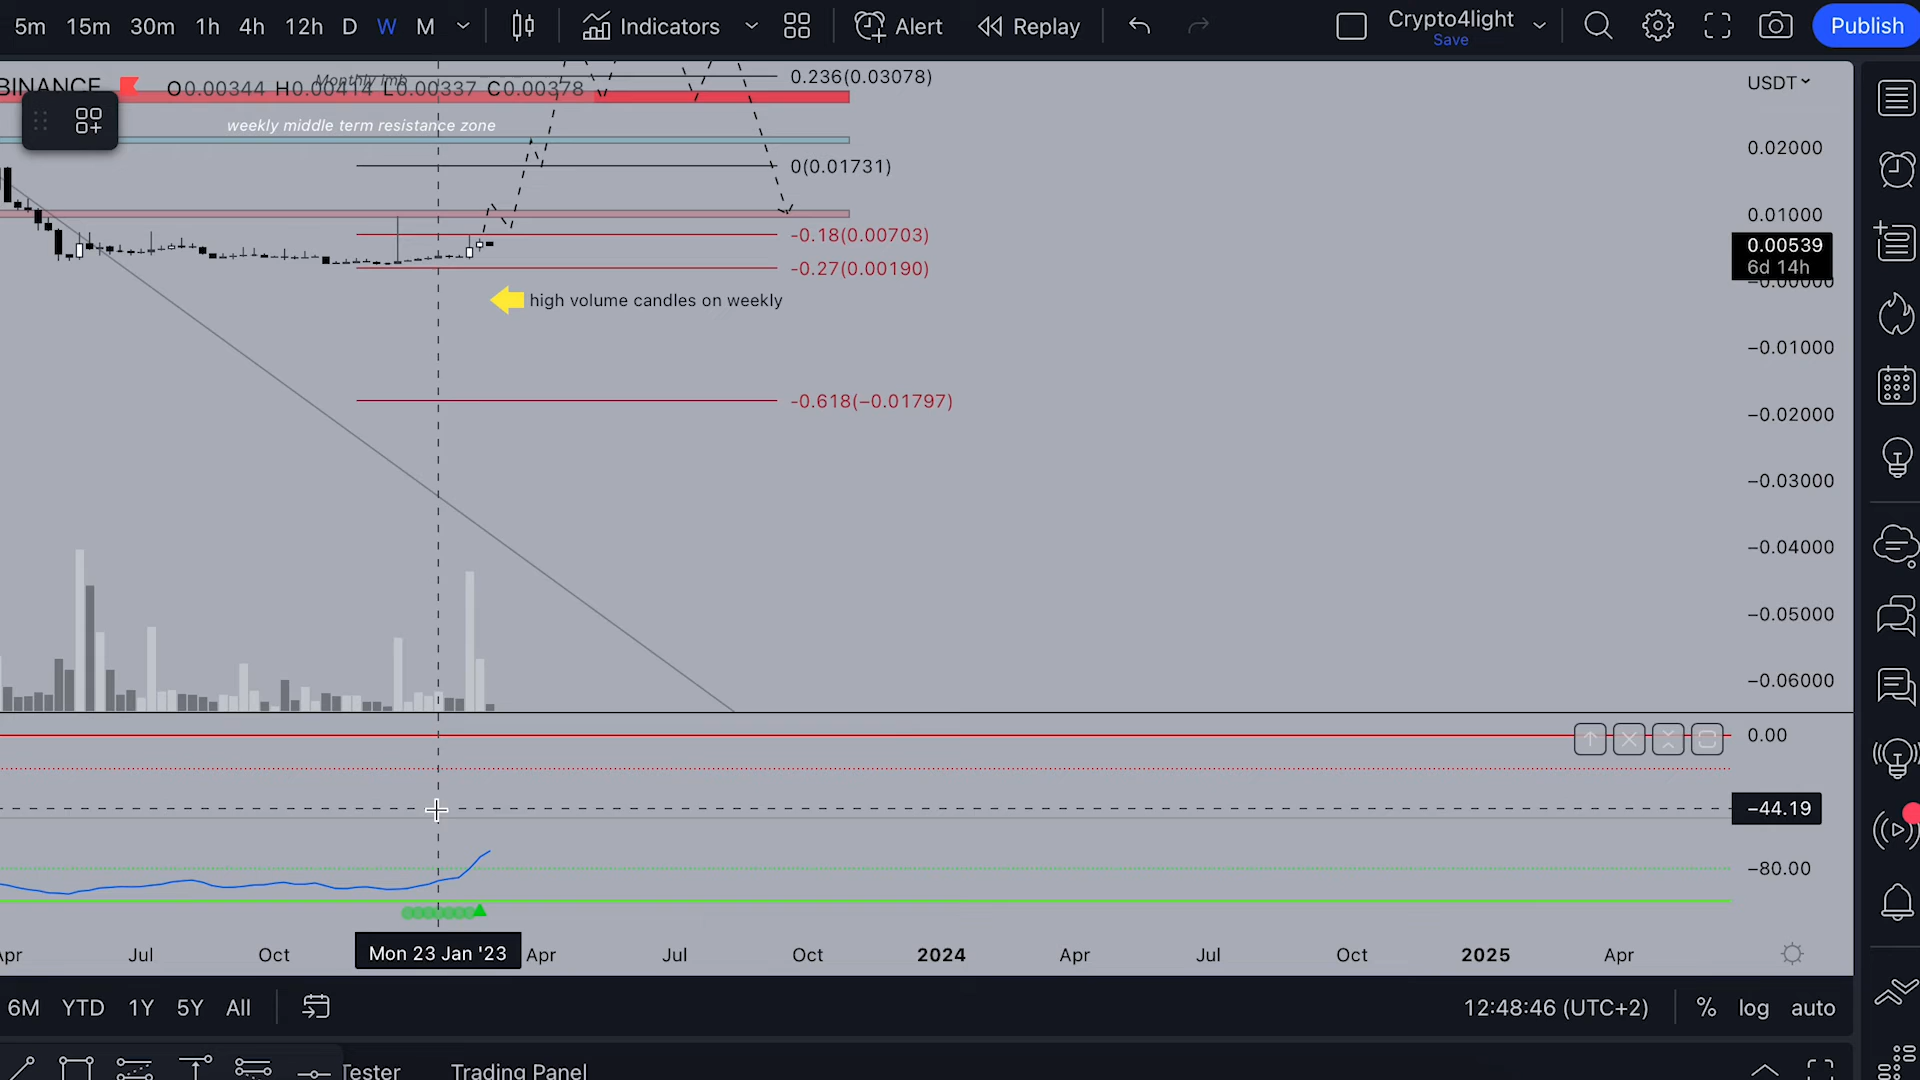 5m 15m 30m 1h 4h 12h D W M Indicators Alert Replay Crypto4light Publish
Save
BINANCE O0.00344 H0.00414 L0.00337 C0.00378
Monthly imb
0.236(0.03078)
USDT
weekly middle term resistance zone
0.02000
0(0.01731)
0.01000
-0.18(0.00703)
0.00539
6d 14h
-0.27(0.00190)
−0.00000
high volume candles on weekly
−0.01000
-0.618(−0.01797)
−0.02000
−0.03000
−0.04000
−0.05000
−0.06000
0.00
−44.19
−80.00
Apr Jul Oct Mon 23 Jan '23 Apr Jul Oct 2024 Apr Jul Oct 2025 Apr
6M YTD 1Y 5Y All 12:48:46 (UTC+2) % log auto
Tester Trading Panel